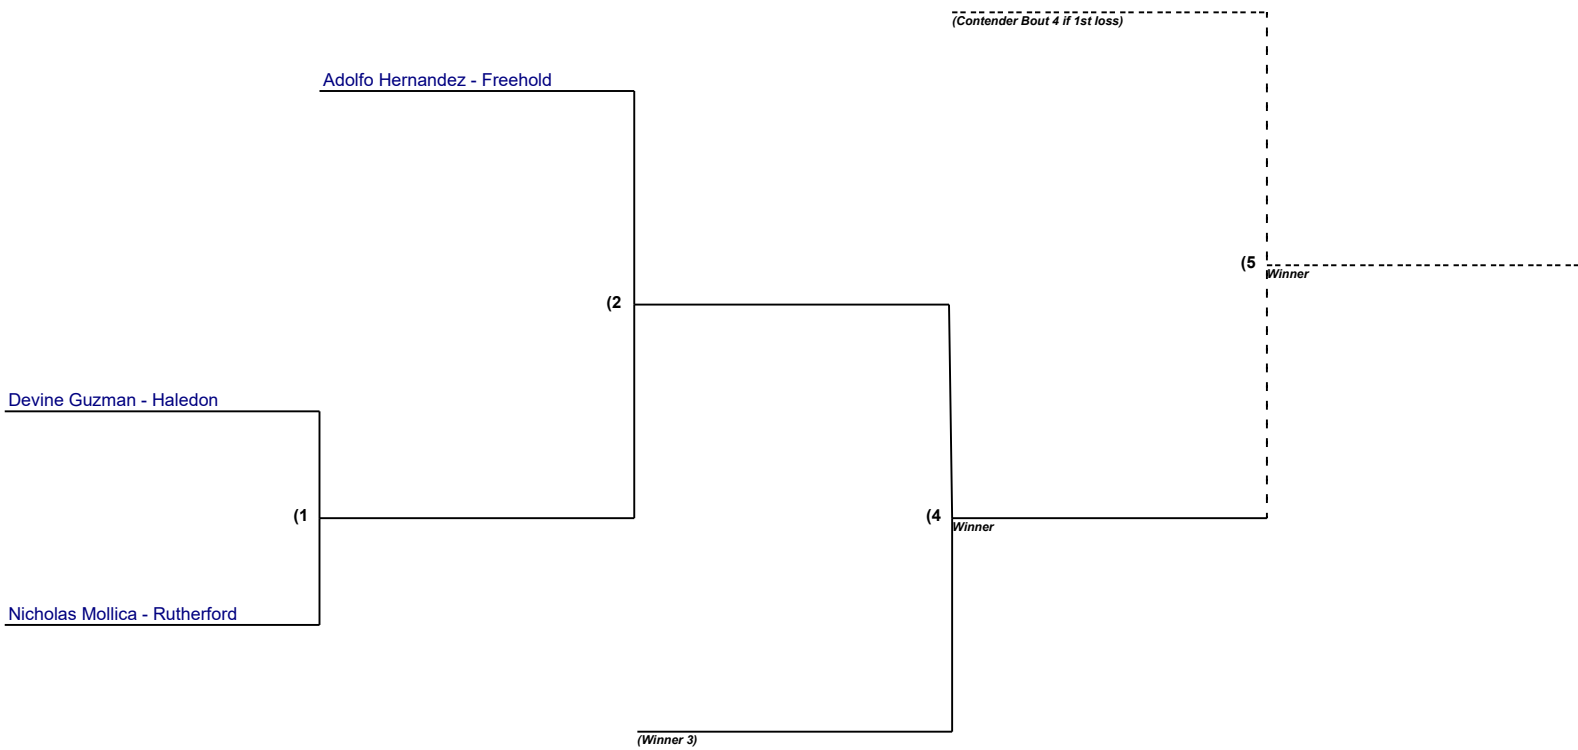 (Contender Bout 4 if 1st loss)
Adolfo Hernandez - Freehold
(5
Winner
(2
Devine Guzman - Haledon
(1
(4
Winner
Nicholas Mollica - Rutherford
(Winner 3)